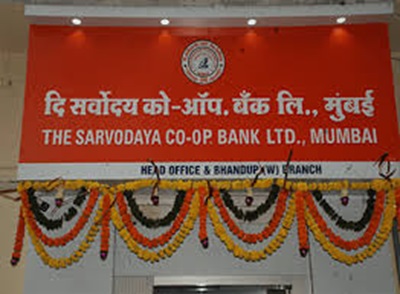 दि सर्वोदय को-ऑप. बँक लि., मुंबई
THE SARVODAYA CO-OP BANK LTD., MUMBAI
HEAD OFFICE & BHANDUP (W) BRANCH